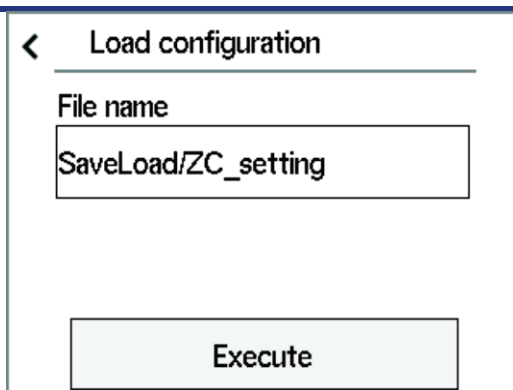 Load configuration
File name
SaveLoad/ZC_setting
Execute